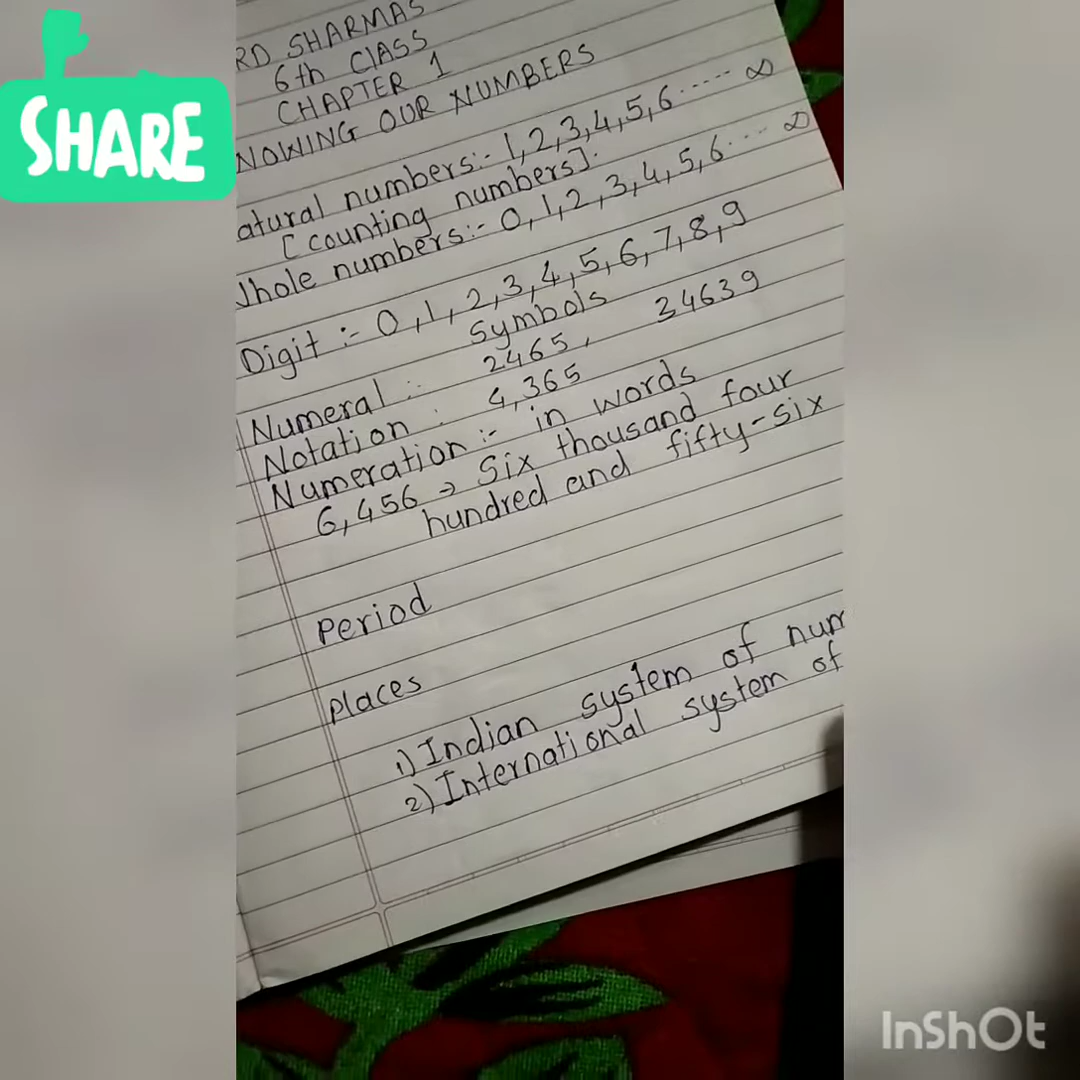 SHARE
RD SHARMAS
6th CLASS
CHAPTER 1
NOWING OUR NUMBERS
atural numbers:- 1,2,3,4,5,6 ..... ∞
[counting numbers].
hole numbers:- 0,1,2,3,4,5,6... ∞
Digit :- 0,1,2,3,4,5,6,7,8,9
Symbols
Numeral : 2465, 34639
Notation : 4,365
Numeration :- in words
6,456 → Six thousand four
hundred and fifty-six
Period
places
1) Indian system of num
2) International system of
InShOt